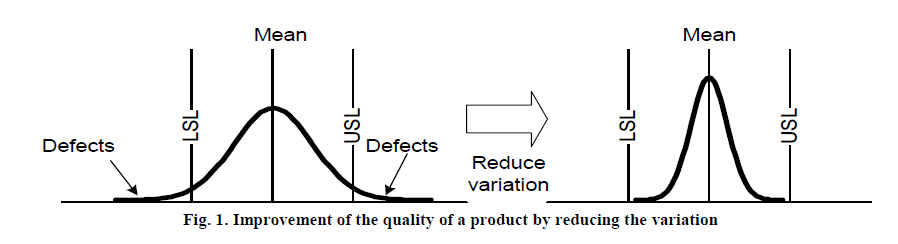 Mean
LSL
USL
Defects
Defects
Reduce
variation
Mean
LSL
USL
Fig. 1. Improvement of the quality of a product by reducing the variation